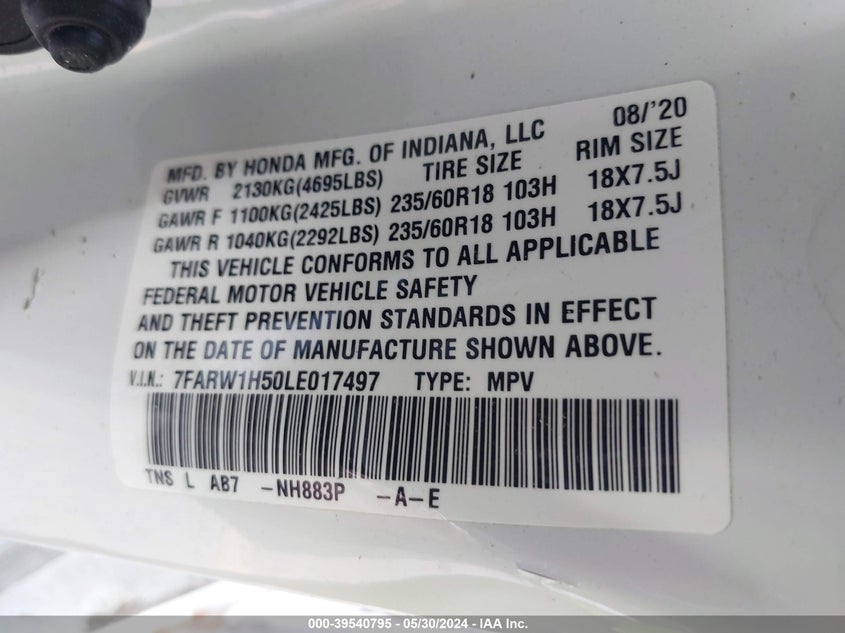 08/'20
MFD. BY HONDA MFG. OF INDIANA, LLC
GVWR 2130KG(4695LBS) TIRE SIZE RIM SIZE
GAWR F 1100KG(2425LBS) 235/60R18 103H 18X7.5J
GAWR R 1040KG(2292LBS) 235/60R18 103H 18X7.5J
THIS VEHICLE CONFORMS TO ALL APPLICABLE
FEDERAL MOTOR VEHICLE SAFETY
AND THEFT PREVENTION STANDARDS IN EFFECT
ON THE DATE OF MANUFACTURE SHOWN ABOVE.
V.I.N.: 7FARW1H50LE017497 TYPE: MPV
TNS L AB7 -NH883P -A-E
000-39540795 - 05/30/2024 - IAA Inc.